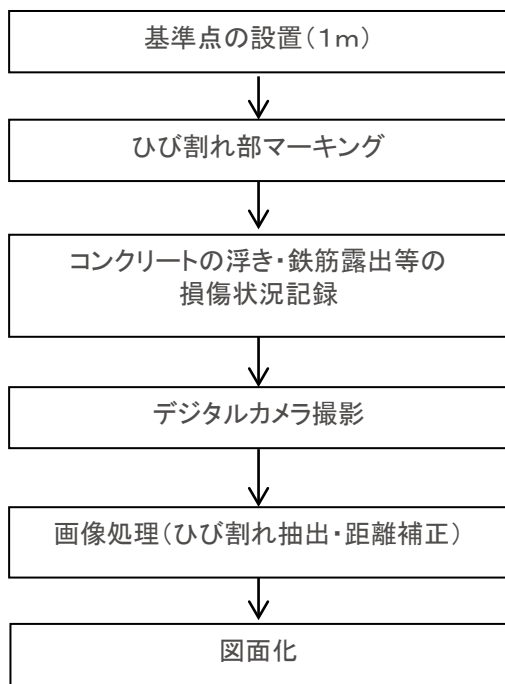 基準点の設置（１ｍ）
ひび割れ部マーキング
コンクリートの浮き・鉄筋露出等の
損傷状況記録
デジタルカメラ撮影
画像処理（ひび割れ抽出・距離補正）
図面化